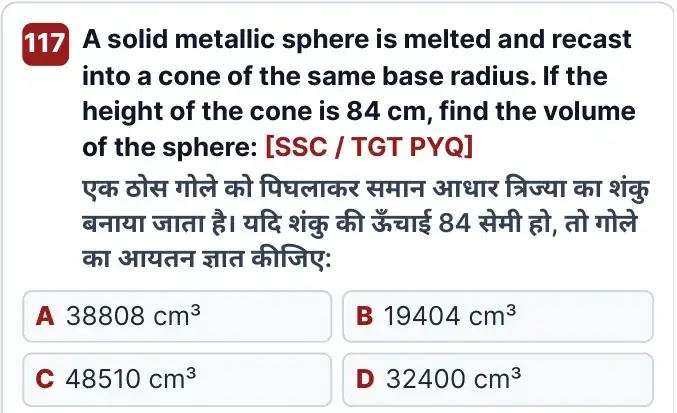 117 A solid metallic sphere is melted and recast
into a cone of the same base radius. If the
height of the cone is 84 cm, find the volume
of the sphere: [SSC / TGT PYQ]
एक ठोस गोले को पिघलाकर समान आधार त्रिज्या का शंकु
बनाया जाता है। यदि शंकु की ऊँचाई 84 सेमी हो, तो गोले
का आयतन ज्ञात कीजिए:
A 38808 cm³ B 19404 cm³
C 48510 cm³ D 32400 cm³